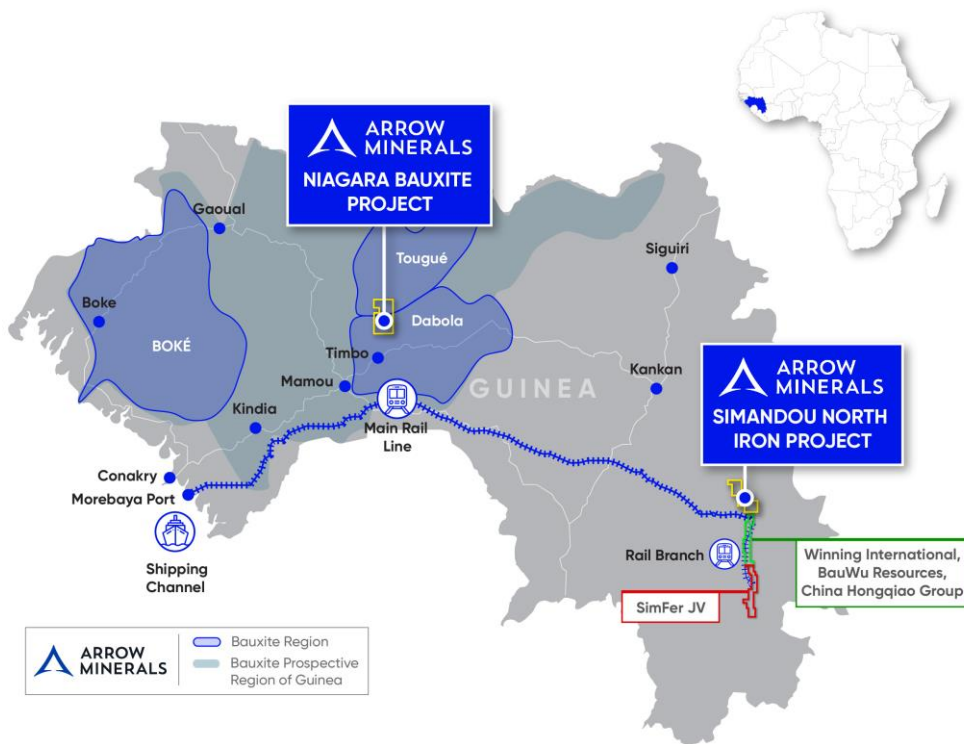 ARROW
MINERALS
NIAGARA BAUXITE
PROJECT
Gaoual
Tougué
Siguiri
Boke
BOKÉ
Dabola
Timbo
Mamou
GUINEA
Kankan
ARROW
MINERALS
SIMANDOU NORTH
IRON PROJECT
Kindia
Main Rail
Line
Conakry
Morebaya Port
Shipping
Channel
Rail Branch
Winning International,
BauWu Resources,
China Hongqiao Group
SimFer JV
ARROW
MINERALS
Bauxite Region
Bauxite Prospective
Region of Guinea